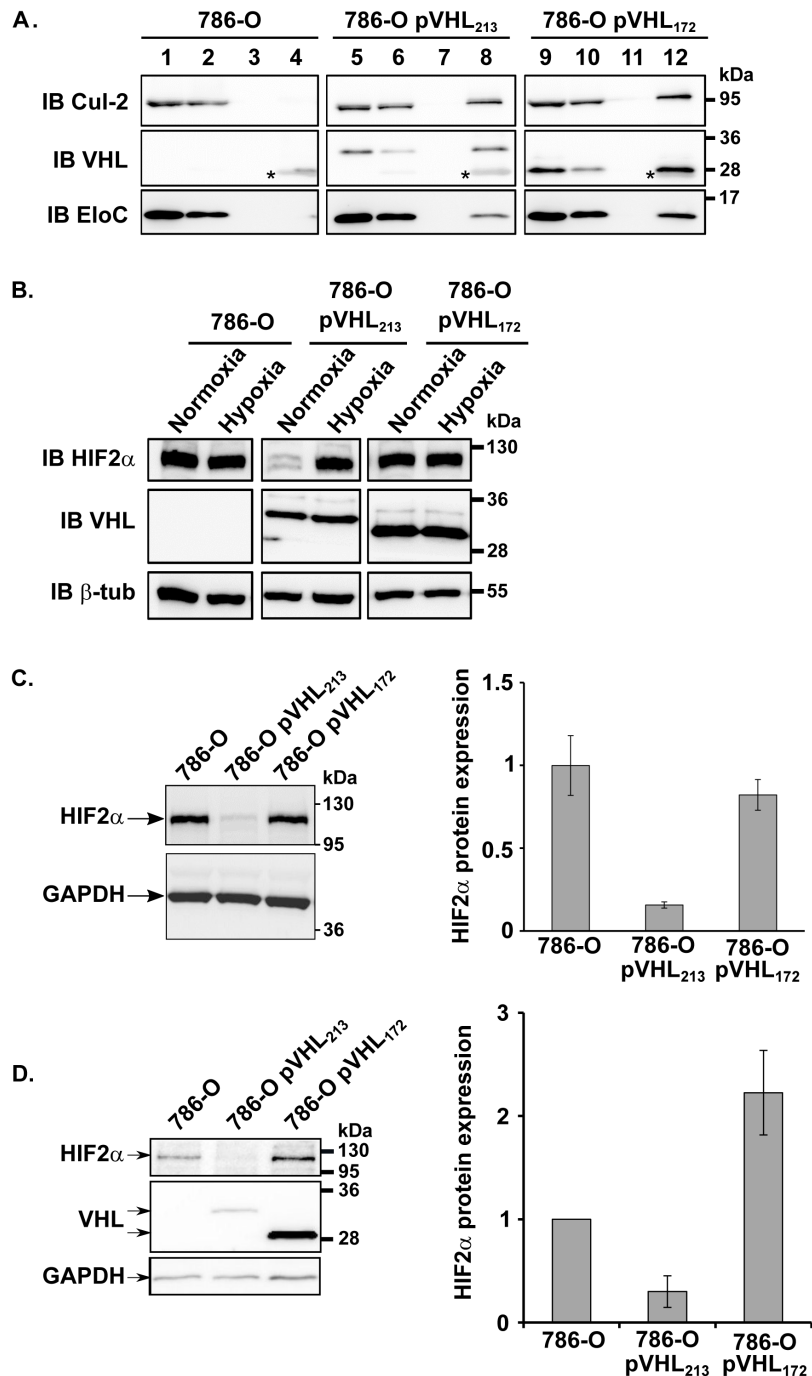 A.
786-O 786-O pVHL213 786-O pVHL172
1 2 3 4 5 6 7 8 9 10 11 12
kDa
IB Cul-2
95
36
IB VHL
* * *
28
17
IB EloC
B.
786-O
786-O pVHL213
786-O pVHL172
Normoxia Hypoxia Normoxia Hypoxia Normoxia Hypoxia
kDa
130
IB HIF2α
36
IB VHL
28
IB β-tub
55
C.
786-O 786-O pVHL213 786-O pVHL172
kDa
130
HIF2α
95
GAPDH
36
HIF2α protein expression
1.5
1
0.5
0
786-O 786-O pVHL213 786-O pVHL172
D.
786-O 786-O pVHL213 786-O pVHL172
kDa
HIF2α
130
95
36
VHL
28
GAPDH
HIF2α protein expression
3
2
1
0
786-O 786-O pVHL213 786-O pVHL172